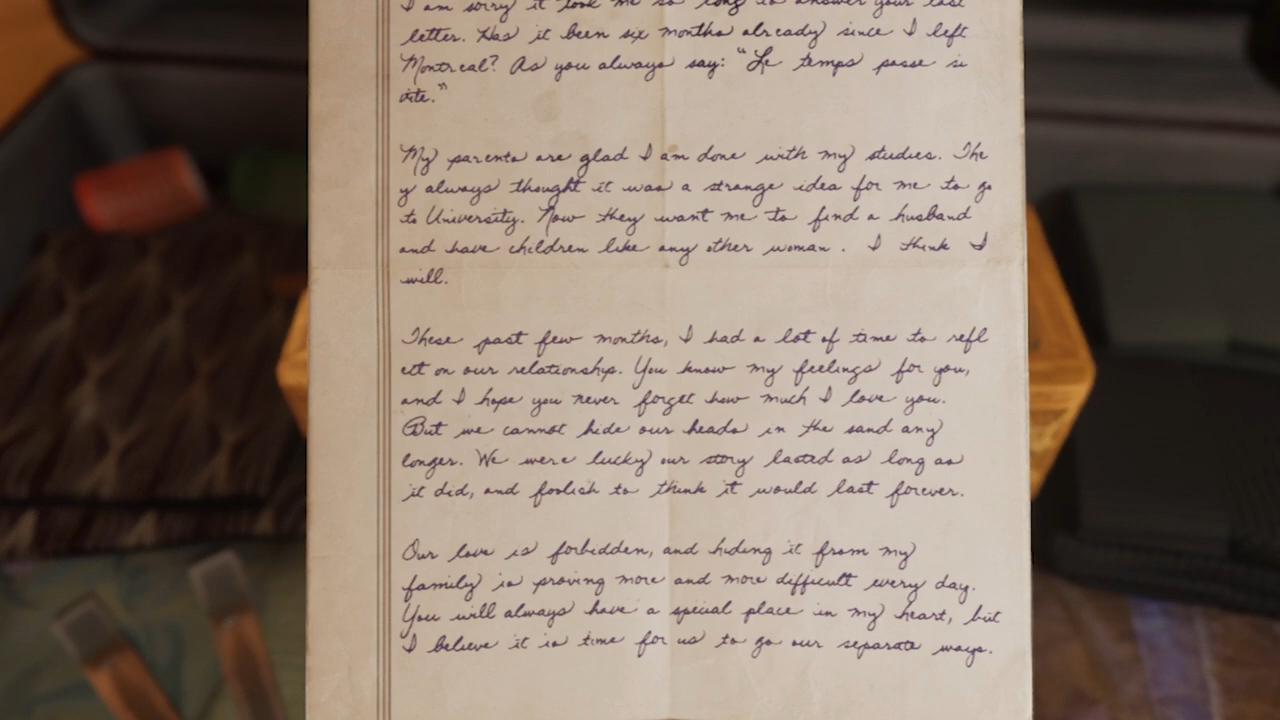 I am sorry it took me so long to answer your last
letter. Has it been six months already since I left
Montreal? As you always say: "Le temps passe si
vite."
My parents are glad I am done with my studies. The
y always thought it was a strange idea for me to go
to University. Now they want me to find a husband
and have children like any other woman. I think I
will.
These past few months, I had a lot of time to refl
ect on our relationship. You know my feelings for you,
and I hope you never forget how much I love you.
But we cannot hide our heads in the sand any
longer. We were lucky our story lasted as long as
it did, and foolish to think it would last forever.
Our love is forbidden, and hiding it from my
family is proving more and more difficult every day.
You will always have a special place in my heart, but
I believe it is time for us to go our separate ways.